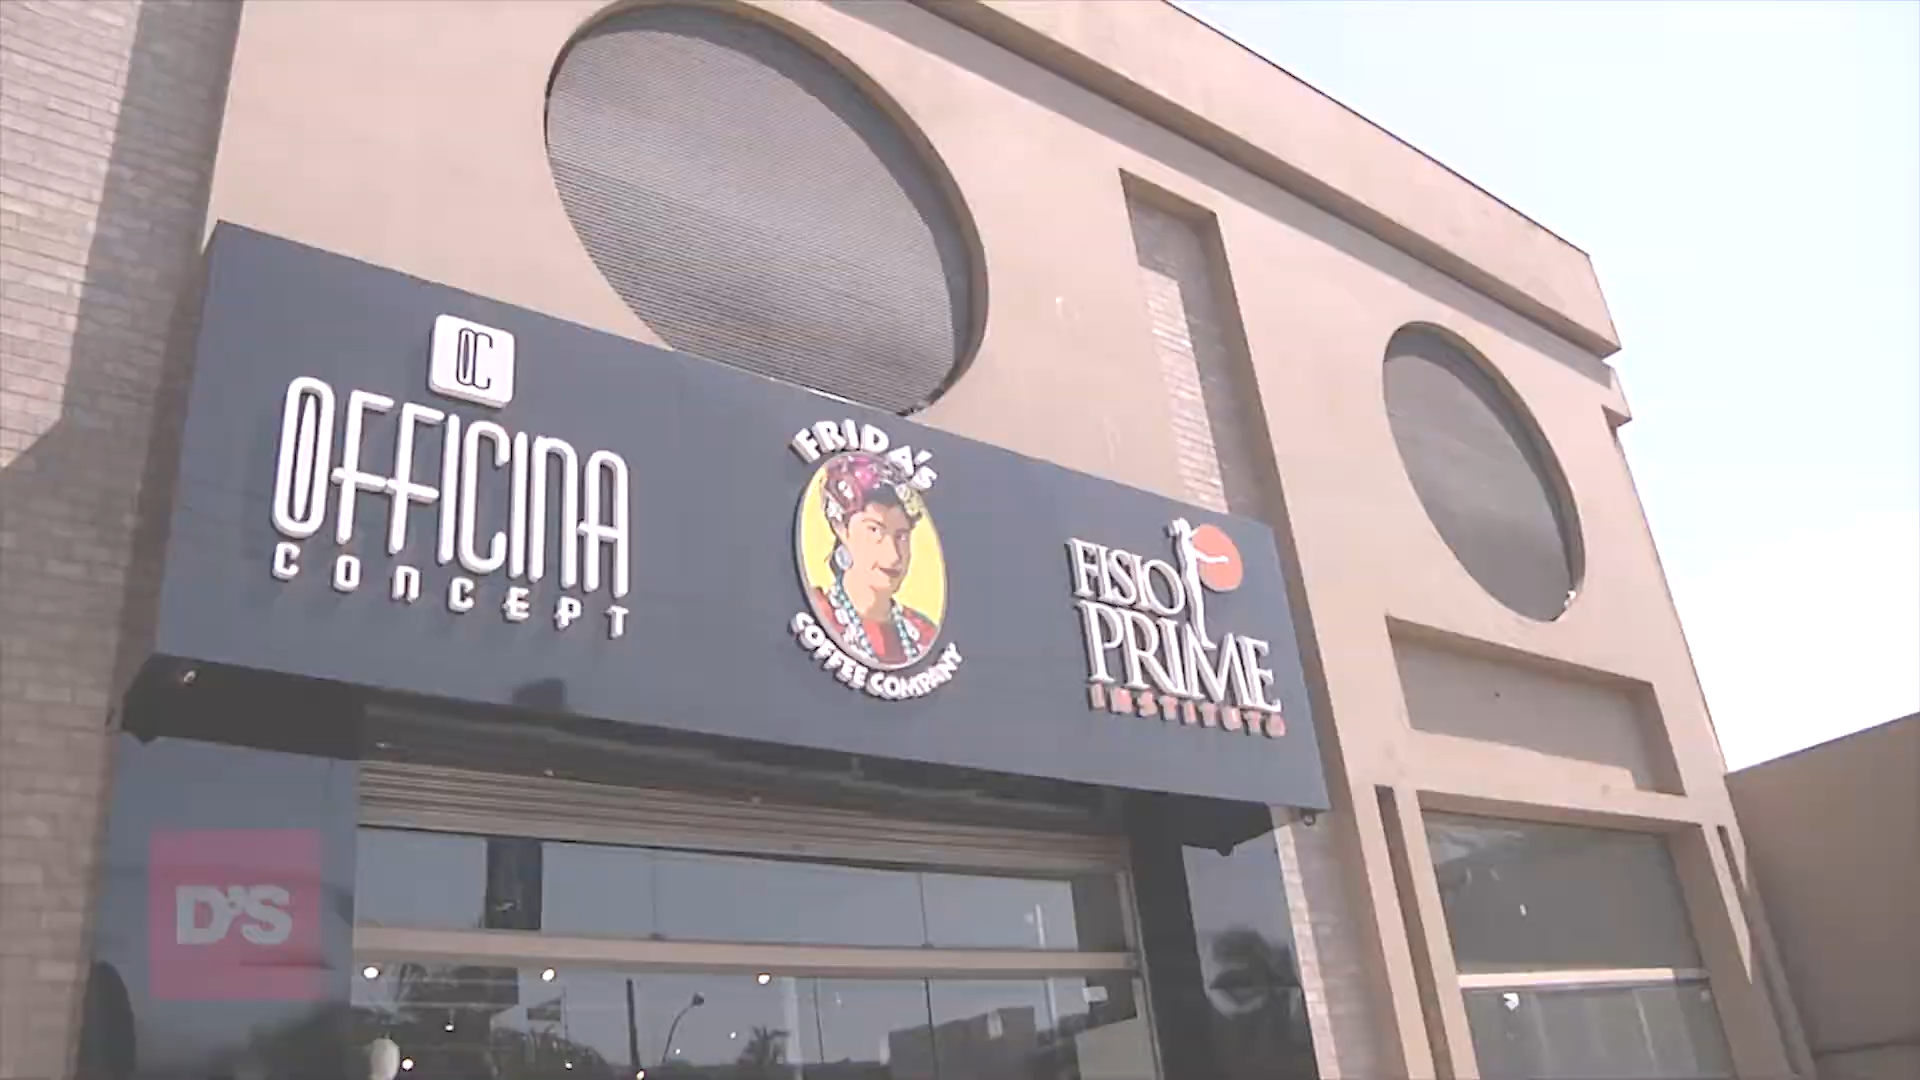 OC
OFFICINA
CONCEPT
FRIDA'S
COFFEE COMPANY
FISIO
PRIME
INSTITUTO
D'S